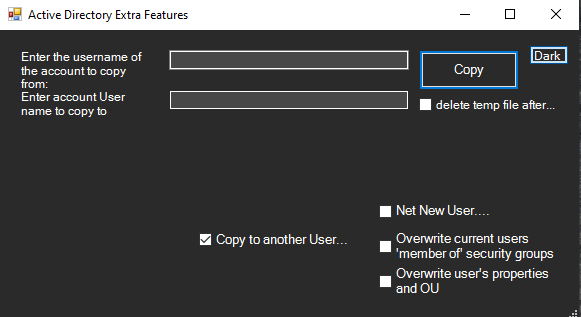 Active Directory Extra Features
Enter the username of
the account to copy
from:
Enter account User
name to copy to
Copy
Dark
delete temp file after...
Net New User....
Copy to another User...
Overwrite current users
'member of' security groups
Overwrite user's properties
and OU